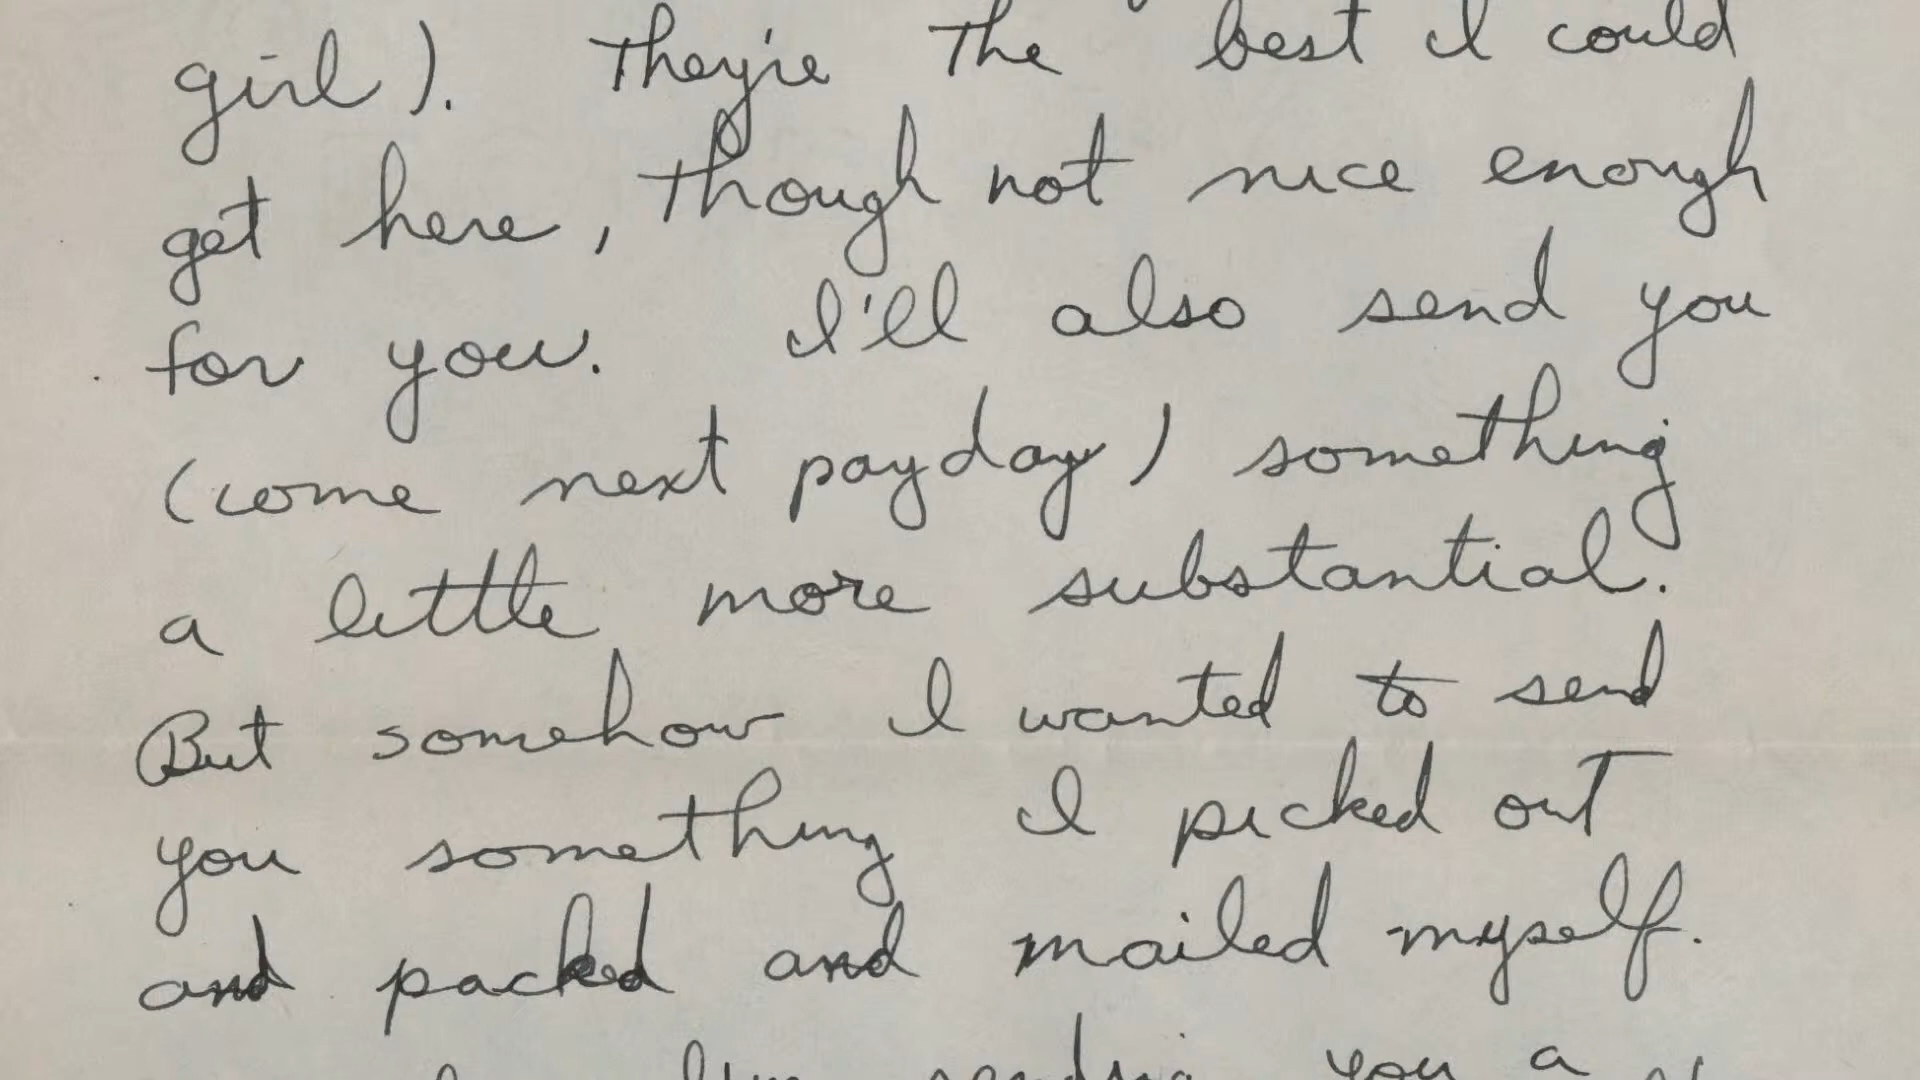 girl). They're the best I could
get here, though not nice enough
for you. I'll also send you
(come next payday) something
a little more substantial.
But somehow I wanted to send
you something I picked out
and packed and mailed myself.
you a